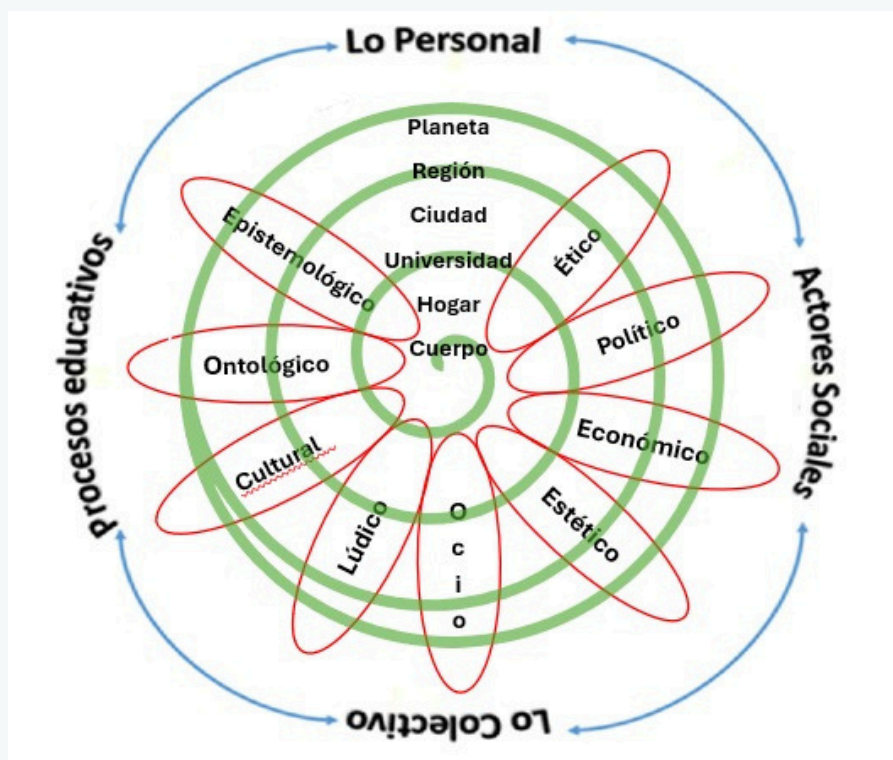 Lo Personal
Planeta
Región
Ciudad
Universidad
Hogar
Cuerpo
Epistemológico
Ontológico
Cultural
Lúdico
Ocio
Estético
Económico
Político
Ético
Procesos educativos
Actores Sociales
Lo Colectivo